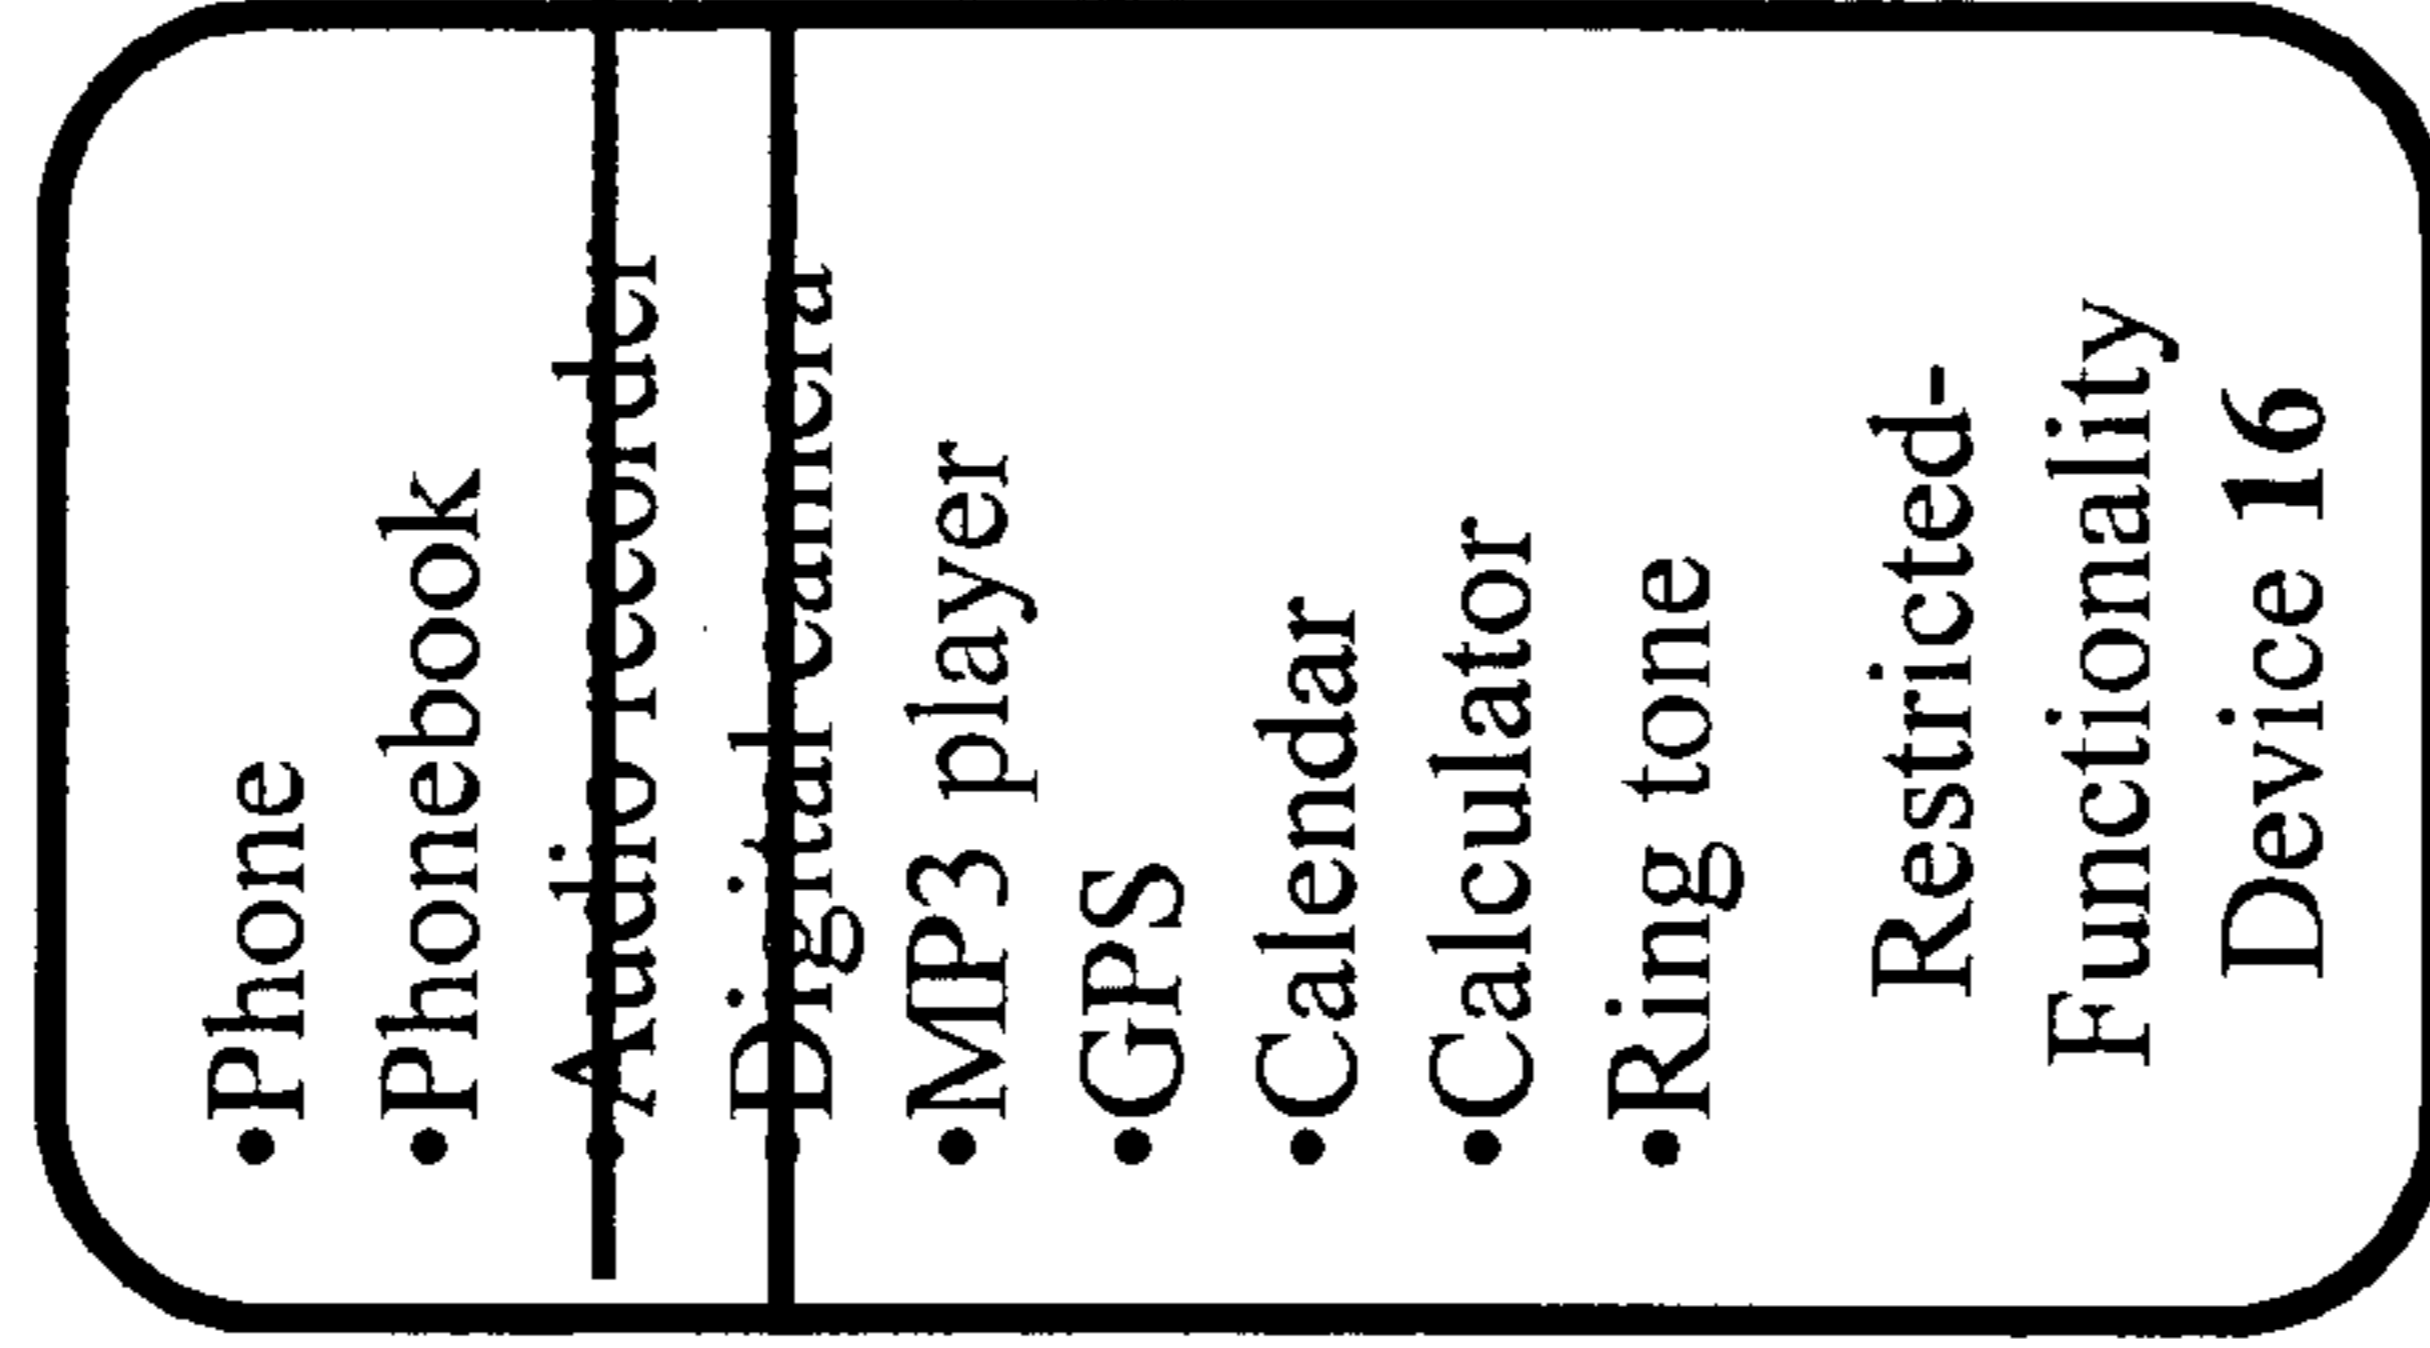 •Phone
•Phonebook
•Audio recorder
•Digital camera
•MP3 player
•GPS
•Calendar
•Calculator
•Ring tone
Restricted-
Functionality
Device 16